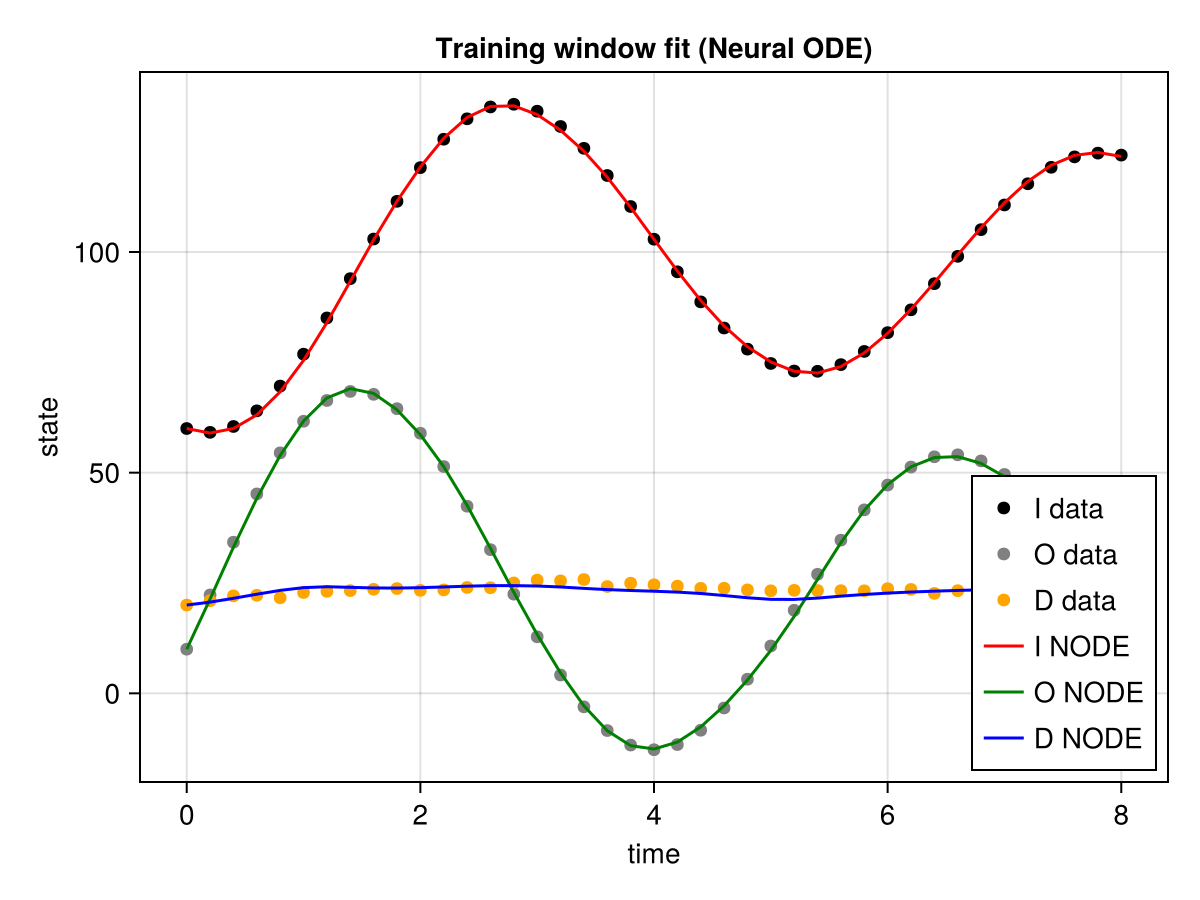 Training window fit (Neural ODE)
state
100
50
0
0
2
4
6
8
time
I data
O data
D data
I NODE
O NODE
D NODE